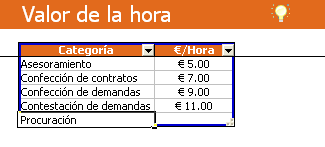 Valor de la hora
Categoría €/Hora
Asesoramiento € 5.00
Confección de contratos € 7.00
Confección de demandas € 9.00
Contestación de demandas € 11.00
Procuración